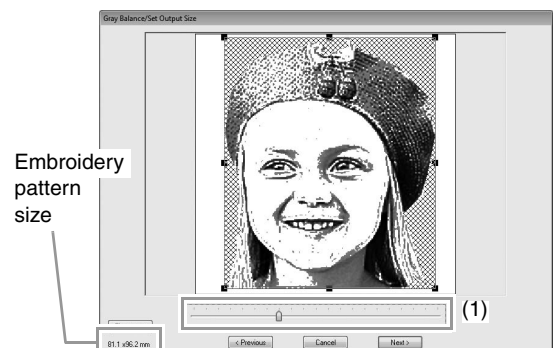 Gray Balance/Set Output Size
Embroidery
pattern
size
(1)
81.1 x96.2 mm
< Previous
Cancel
Next >